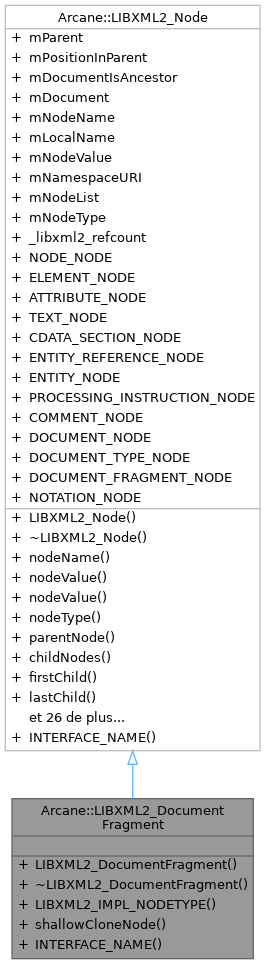 Arcane::LIBXML2_Node
+ mParent
+ mPositionInParent
+ mDocumentIsAncestor
+ mDocument
+ mNodeName
+ mLocalName
+ mNodeValue
+ mNamespaceURI
+ mNodeList
+ mNodeType
+ _libxml2_refcount
+ NODE_NODE
+ ELEMENT_NODE
+ ATTRIBUTE_NODE
+ TEXT_NODE
+ CDATA_SECTION_NODE
+ ENTITY_REFERENCE_NODE
+ ENTITY_NODE
+ PROCESSING_INSTRUCTION_NODE
+ COMMENT_NODE
+ DOCUMENT_NODE
+ DOCUMENT_TYPE_NODE
+ DOCUMENT_FRAGMENT_NODE
+ NOTATION_NODE
+ LIBXML2_Node()
+ ~LIBXML2_Node()
+ nodeName()
+ nodeValue()
+ nodeValue()
+ nodeType()
+ parentNode()
+ childNodes()
+ firstChild()
+ lastChild()
et 26 de plus...
+ INTERFACE_NAME()
Arcane::LIBXML2_Document
Fragment
+ LIBXML2_DocumentFragment()
+ ~LIBXML2_DocumentFragment()
+ LIBXML2_IMPL_NODETYPE()
+ shallowCloneNode()
+ INTERFACE_NAME()